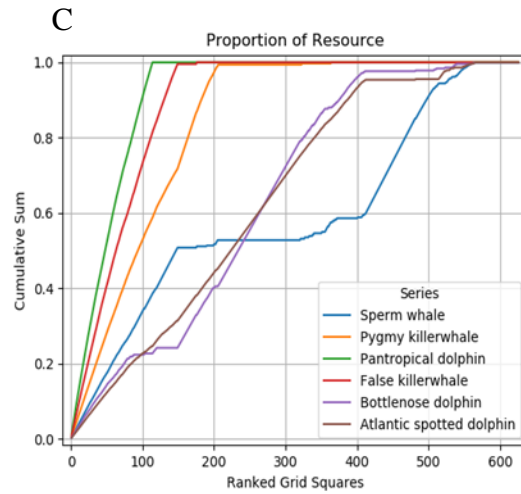 C
Proportion of Resource
1.0
0.8
0.6
0.4
0.2
0.0
Cumulative Sum
0 100 200 300 400 500 600
Ranked Grid Squares
Series
Sperm whale
Pygmy killerwhale
Pantropical dolphin
False killerwhale
Bottlenose dolphin
Atlantic spotted dolphin